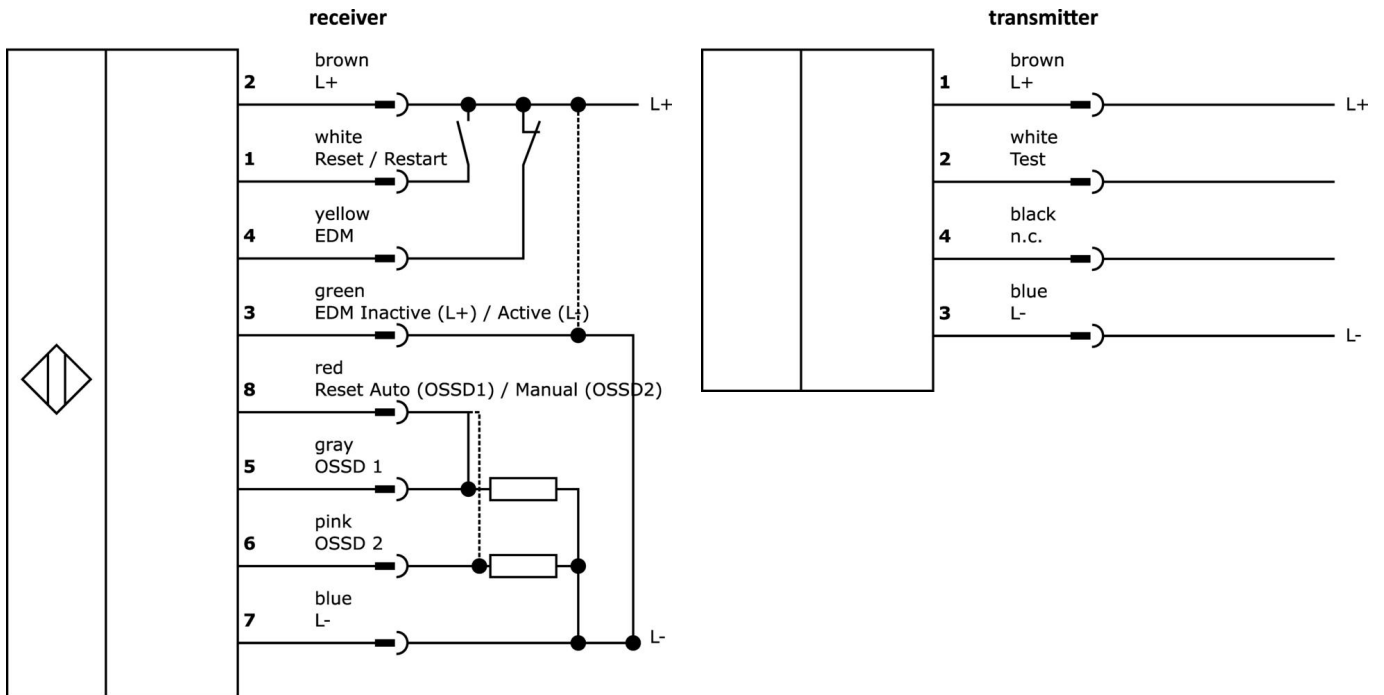 receiver
brown
2 L+
L+
white
1 Reset / Restart
yellow
4 EDM
green
3 EDM Inactive (L+) / Active (L-)
red
8 Reset Auto (OSSD1) / Manual (OSSD2)
gray
5 OSSD 1
pink
6 OSSD 2
blue
7 L-
L-
transmitter
brown
1 L+
L+
white
2 Test
black
4 n.c.
blue
3 L-
L-